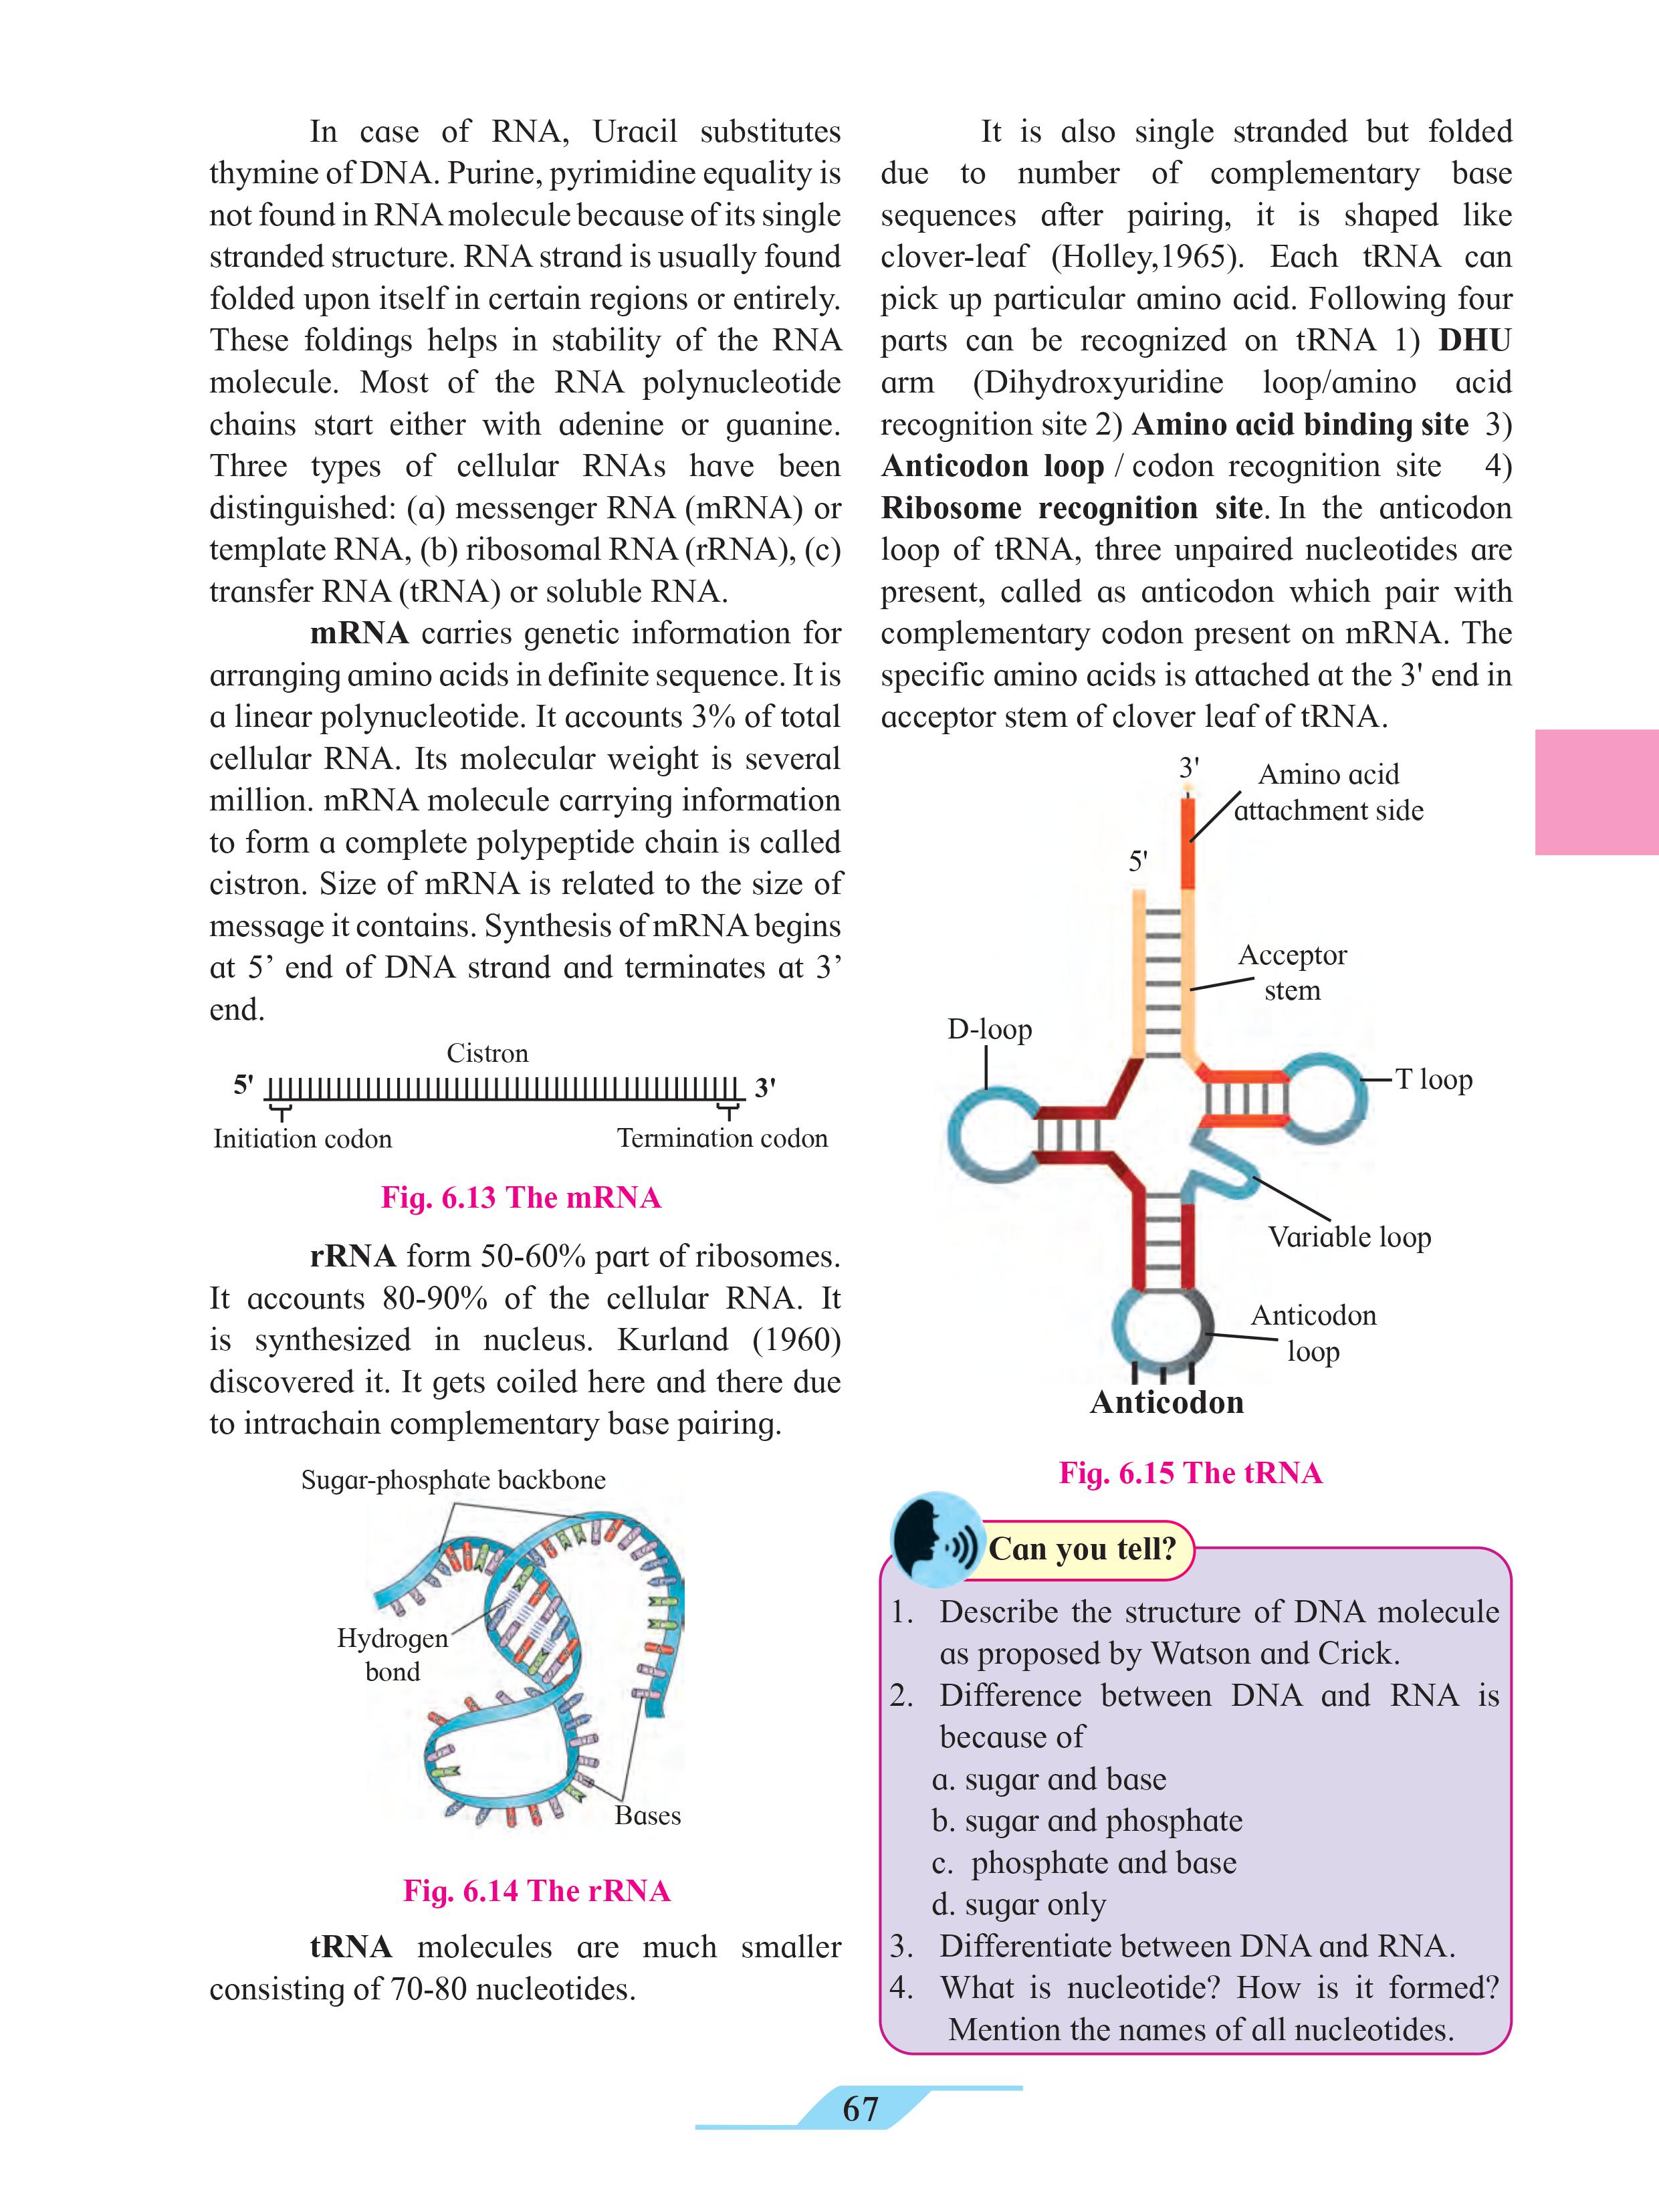 In case of RNA, Uracil substitutes
thymine of DNA. Purine, pyrimidine equality is
not found in RNA molecule because of its single
stranded structure. RNA strand is usually found
folded upon itself in certain regions or entirely.
These foldings helps in stability of the RNA
molecule. Most of the RNA polynucleotide
chains start either with adenine or guanine.
Three types of cellular RNAs have been
distinguished: (a) messenger RNA (mRNA) or
template RNA, (b) ribosomal RNA (rRNA), (c)
transfer RNA (tRNA) or soluble RNA.
mRNA carries genetic information for
arranging amino acids in definite sequence. It is
a linear polynucleotide. It accounts 3% of total
cellular RNA. Its molecular weight is several
million. mRNA molecule carrying information
to form a complete polypeptide chain is called
cistron. Size of mRNA is related to the size of
message it contains. Synthesis of mRNA begins
at 5’ end of DNA strand and terminates at 3’
end.
Cistron
5' 3'
Initiation codon Termination codon
Fig. 6.13 The mRNA
rRNA form 50-60% part of ribosomes.
It accounts 80-90% of the cellular RNA. It
is synthesized in nucleus. Kurland (1960)
discovered it. It gets coiled here and there due
to intrachain complementary base pairing.
Sugar-phosphate backbone
Hydrogen
bond
Bases
Fig. 6.14 The rRNA
tRNA molecules are much smaller
consisting of 70-80 nucleotides.
It is also single stranded but folded
due to number of complementary base
sequences after pairing, it is shaped like
clover-leaf (Holley,1965). Each tRNA can
pick up particular amino acid. Following four
parts can be recognized on tRNA 1) DHU
arm (Dihydroxyuridine loop/amino acid
recognition site 2) Amino acid binding site 3)
Anticodon loop / codon recognition site 4)
Ribosome recognition site. In the anticodon
loop of tRNA, three unpaired nucleotides are
present, called as anticodon which pair with
complementary codon present on mRNA. The
specific amino acids is attached at the 3' end in
acceptor stem of clover leaf of tRNA.
3'
Amino acid
attachment side
5'
Acceptor
stem
D-loop
T loop
Variable loop
Anticodon
loop
Anticodon
Fig. 6.15 The tRNA
Can you tell?
1. Describe the structure of DNA molecule
as proposed by Watson and Crick.
2. Difference between DNA and RNA is
because of
a. sugar and base
b. sugar and phosphate
c. phosphate and base
d. sugar only
3. Differentiate between DNA and RNA.
4. What is nucleotide? How is it formed?
Mention the names of all nucleotides.
67